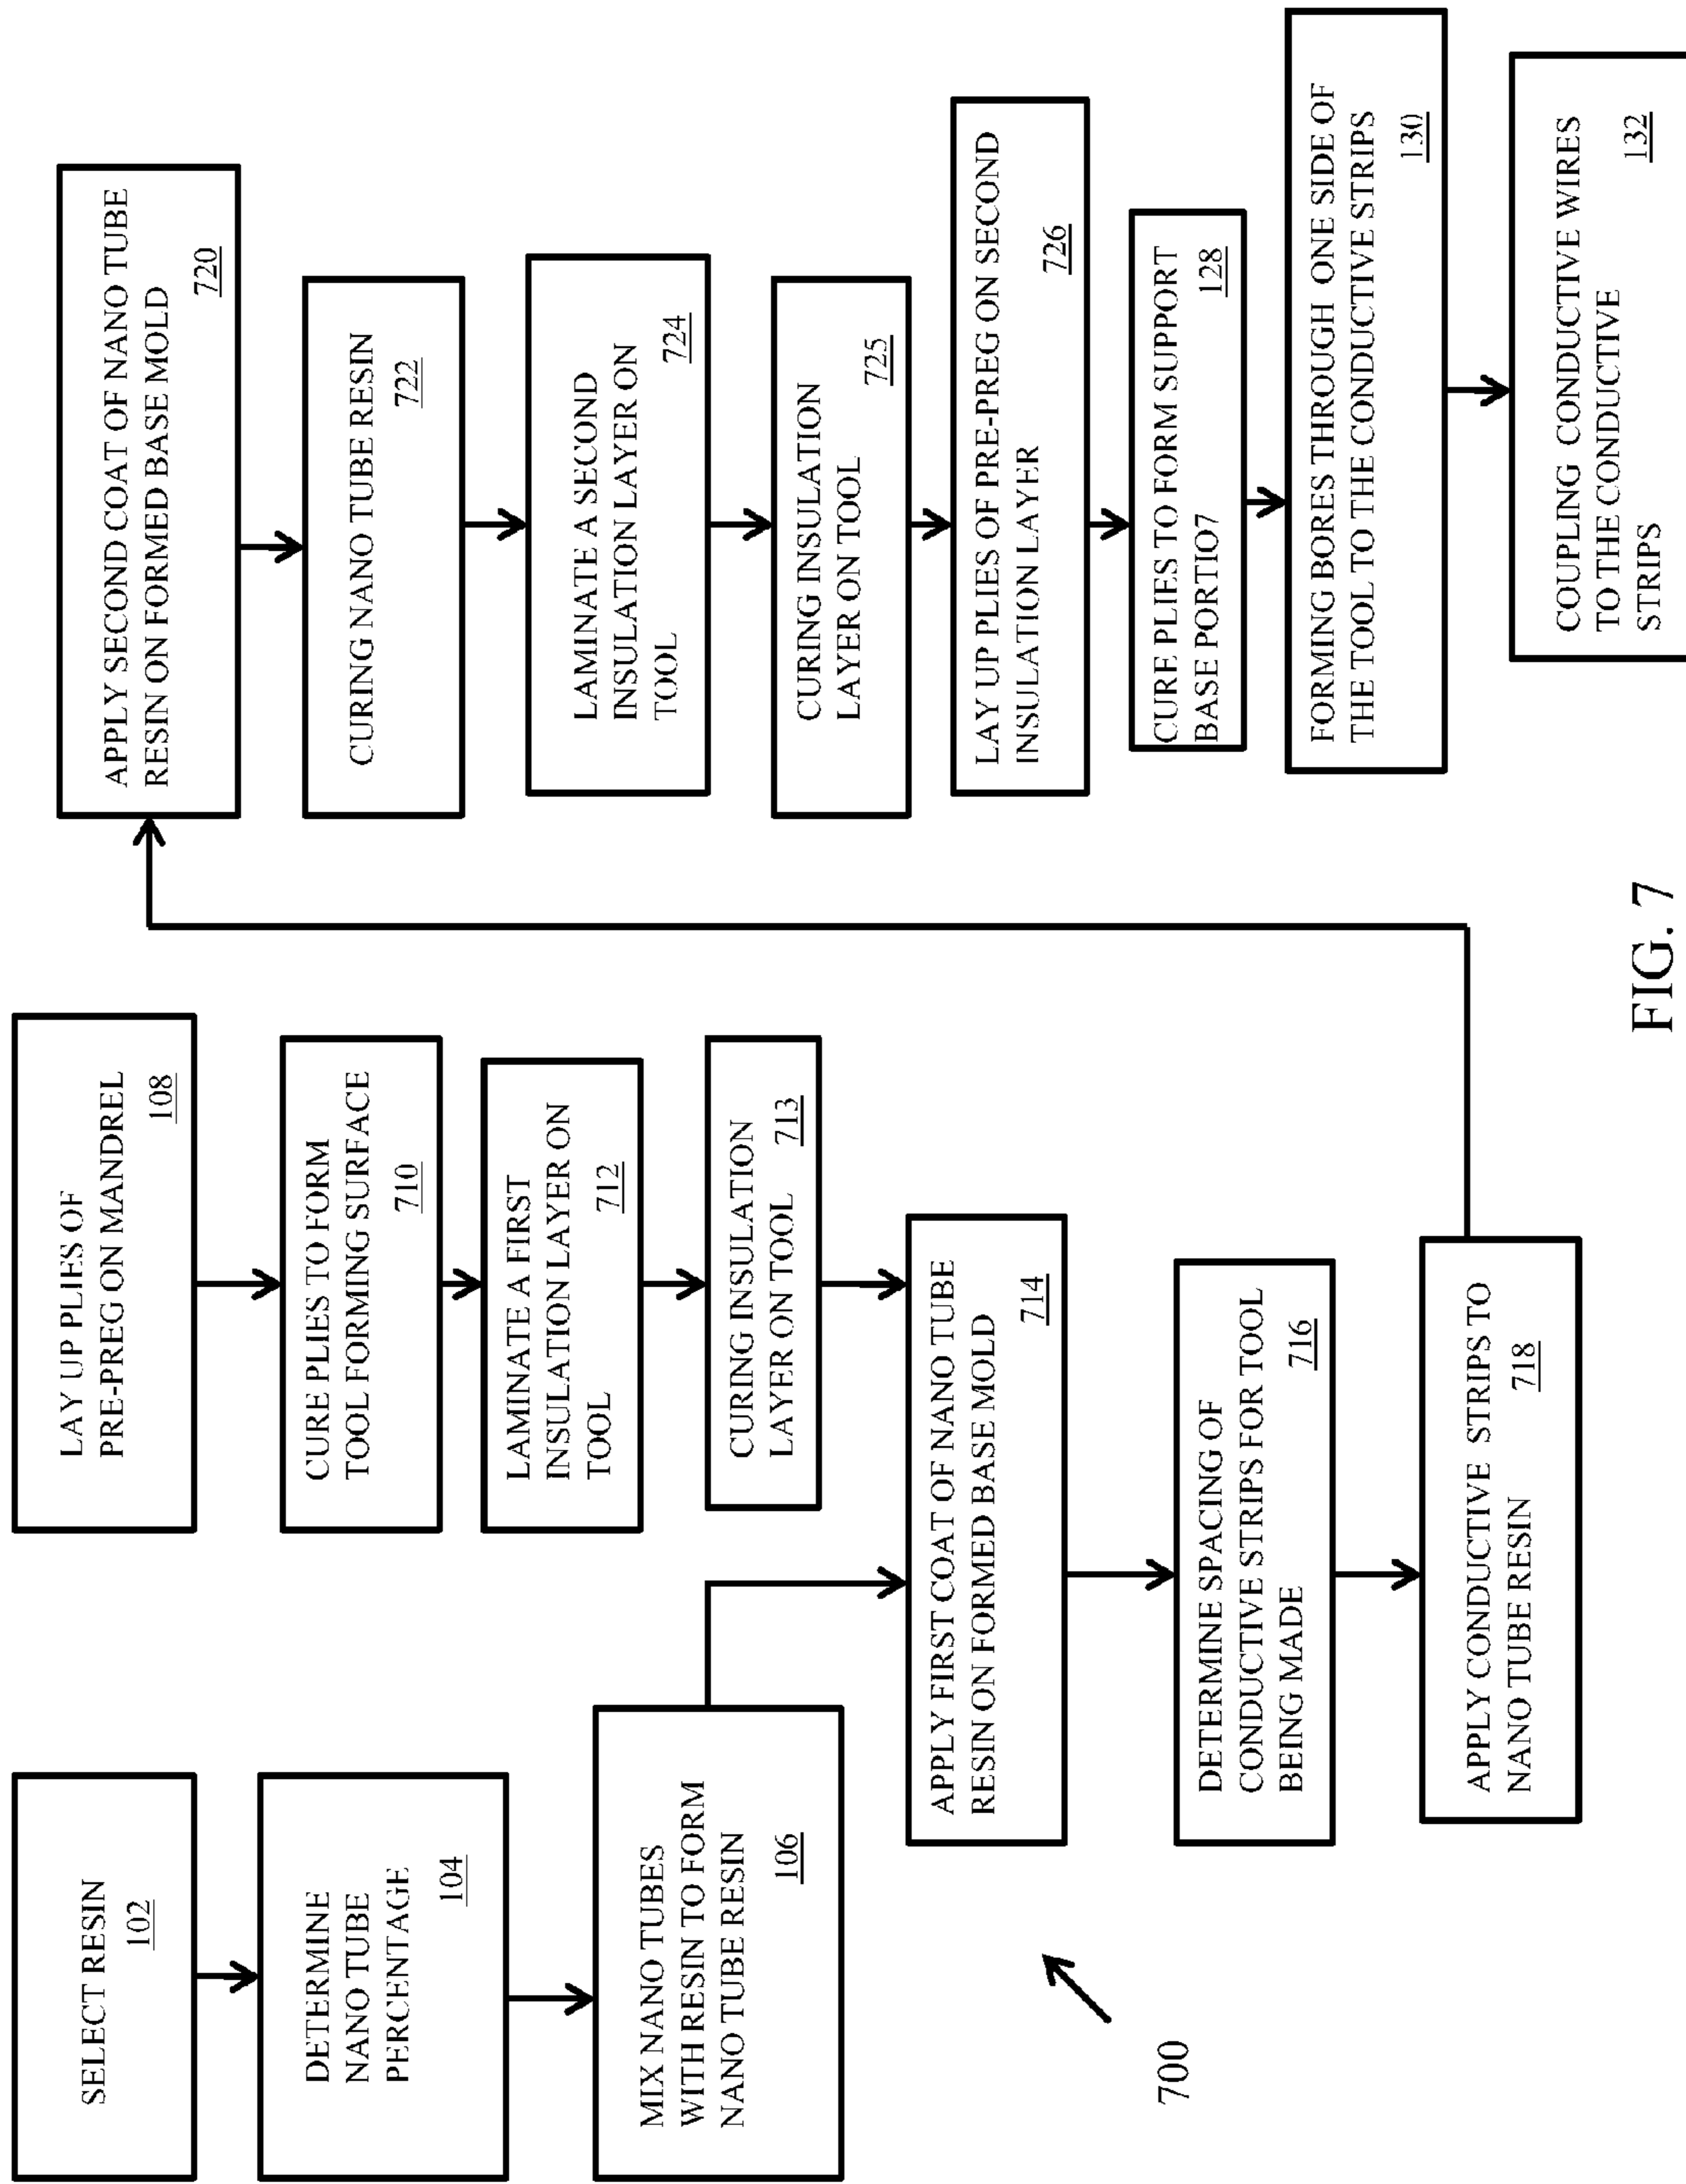 SELECT RESIN
102
DETERMINE
NANO TUBE
PERCENTAGE
104
MIX NANO TUBES
WITH RESIN TO FORM
NANO TUBE RESIN
106
LAY UP PLIES OF
PRE-PREG ON MANDREL
108
CURE PLIES TO FORM
TOOL FORMING SURFACE
710
LAMINATE A FIRST
INSULATION LAYER ON
TOOL
712
CURING INSULATION
LAYER ON TOOL 713
APPLY FIRST COAT OF NANO TUBE
RESIN ON FORMED BASE MOLD
714
DETERMINE SPACING OF
CONDUCTIVE STRIPS FOR TOOL
BEING MADE
716
APPLY CONDUCTIVE STRIPS TO
NANO TUBE RESIN
718
APPLY SECOND COAT OF NANO TUBE
RESIN ON FORMED BASE MOLD
720
CURING NANO TUBE RESIN
722
LAMINATE A SECOND
INSULATION LAYER ON
TOOL
724
CURING INSULATION
LAYER ON TOOL
725
LAY UP PLIES OF PRE-PREG ON SECOND
INSULATION LAYER
726
CURE PLIES TO FORM SUPPORT
BASE PORTIO7
128
FORMING BORES THROUGH ONE SIDE OF
THE TOOL TO THE CONDUCTIVE STRIPS
130
COUPLING CONDUCTIVE WIRES
TO THE CONDUCTIVE
STRIPS
132
700
FIG. 7